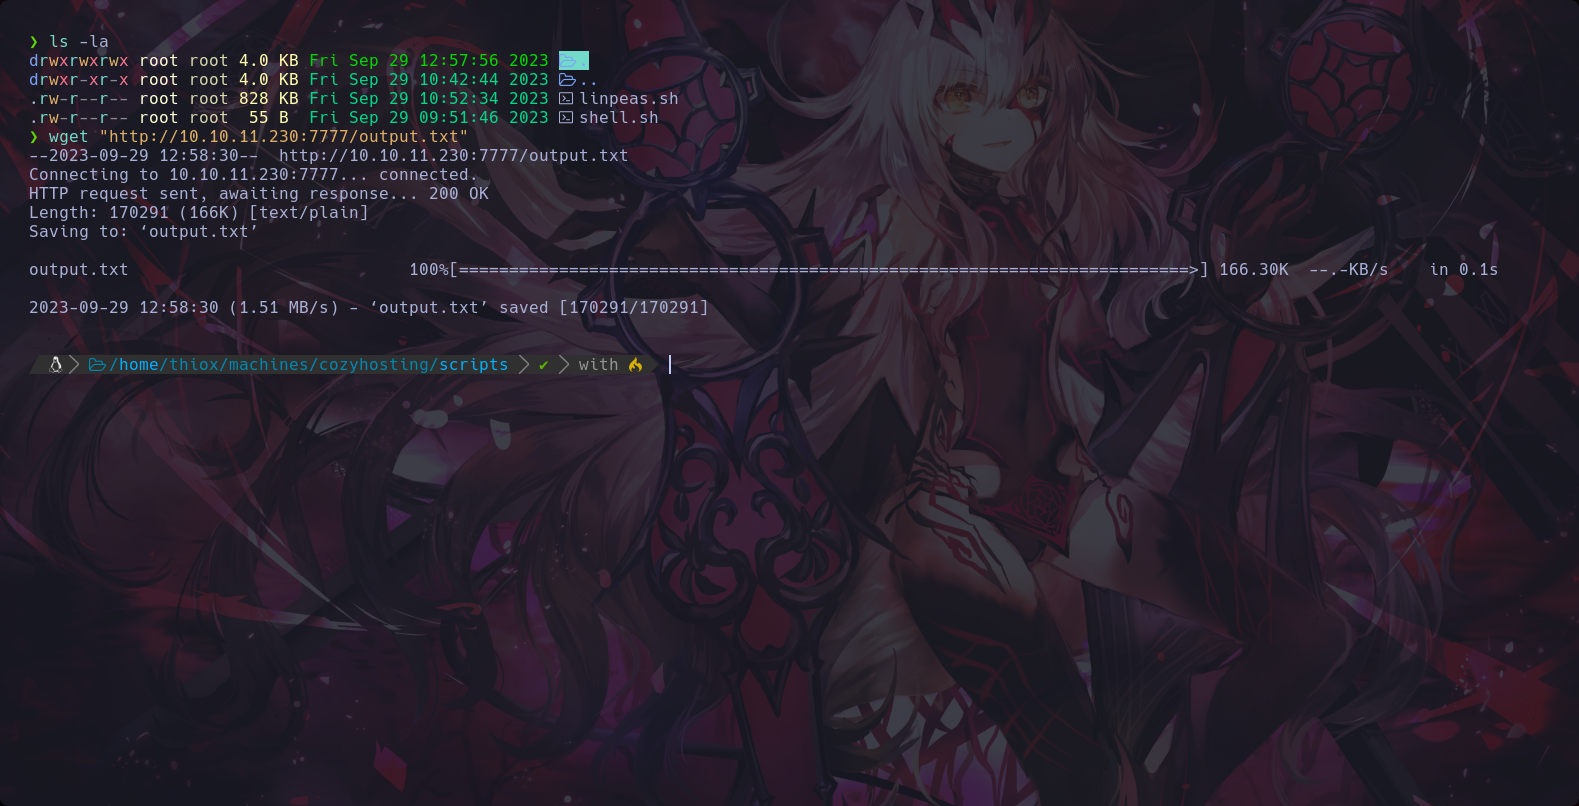 ❯ ls -la
drwxrwxrwx root root 4.0 KB Fri Sep 29 12:57:56 2023 .
drwxr-xr-x root root 4.0 KB Fri Sep 29 10:42:44 2023 ..
.rw-r--r-- root root 828 KB Fri Sep 29 10:52:34 2023 linpeas.sh
.rw-r--r-- root root  55 B  Fri Sep 29 09:51:46 2023 shell.sh
❯ wget "http://10.10.11.230:7777/output.txt"
--2023-09-29 12:58:30--  http://10.10.11.230:7777/output.txt
Connecting to 10.10.11.230:7777... connected.
HTTP request sent, awaiting response... 200 OK
Length: 170291 (166K) [text/plain]
Saving to: ‘output.txt’
output.txt                            100%[=========================================================================>] 166.30K  --.-KB/s    in 0.1s
2023-09-29 12:58:30 (1.51 MB/s) - ‘output.txt’ saved [170291/170291]
/home/thiox/machines/cozyhosting/scripts ✔ with 🔥